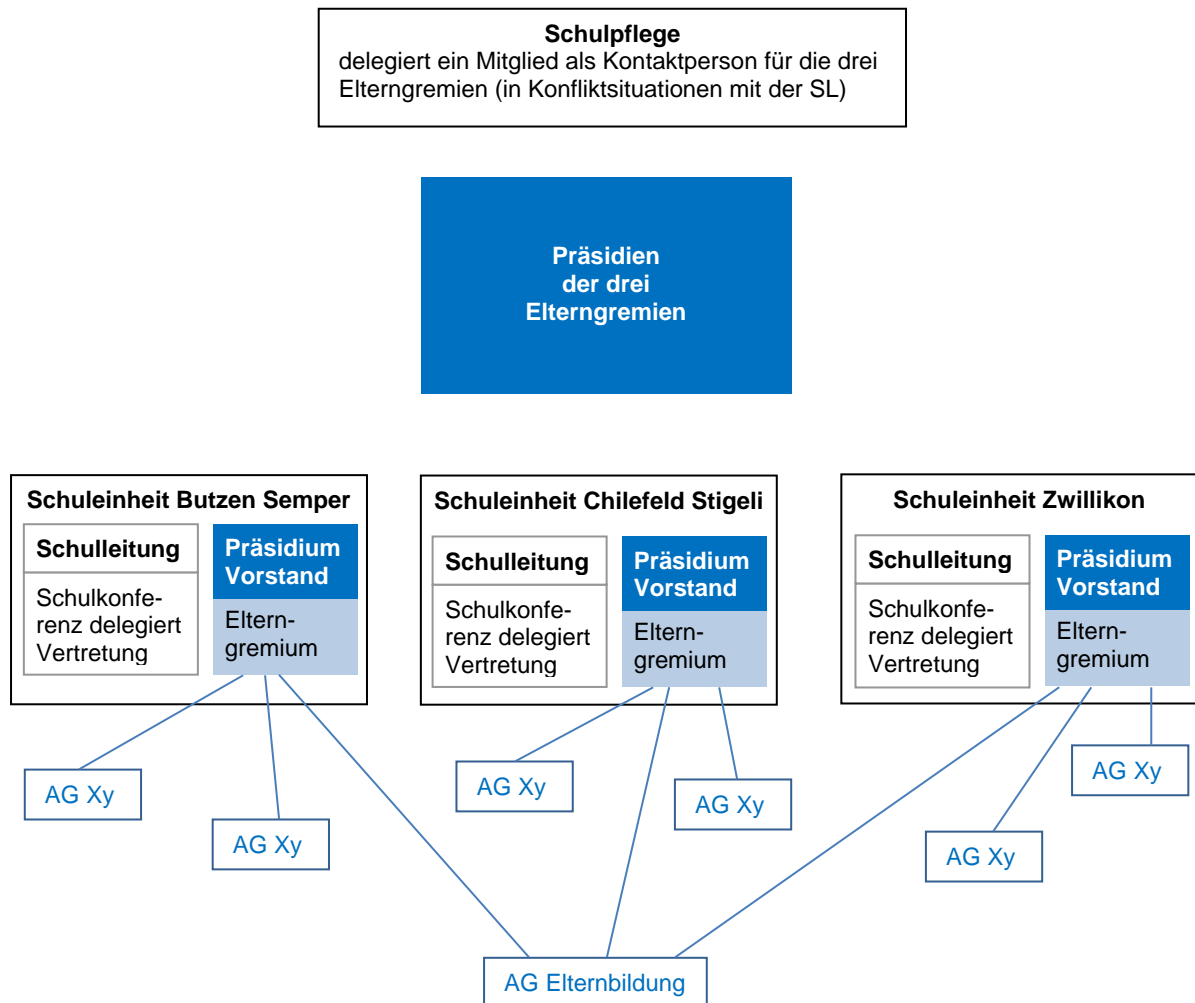 Schulpflege
delegiert ein Mitglied als Kontaktperson für die drei
Elterngremien (in Konfliktsituationen mit der SL)
Präsidien
der drei
Elterngremien
Schuleinheit Butzen Semper
Schulleitung
Schulkonfe-
renz delegiert
Vertretung
Präsidium
Vorstand
Eltern-
gremium
Schuleinheit Chilefeld Stigeli
Schulleitung
Schulkonfe-
renz delegiert
Vertretung
Präsidium
Vorstand
Eltern-
gremium
Schuleinheit Zwillikon
Schulleitung
Schulkonfe-
renz delegiert
Vertretung
Präsidium
Vorstand
Eltern-
gremium
AG Xy
AG Xy
AG Xy
AG Xy
AG Xy
AG Xy
AG Elternbildung